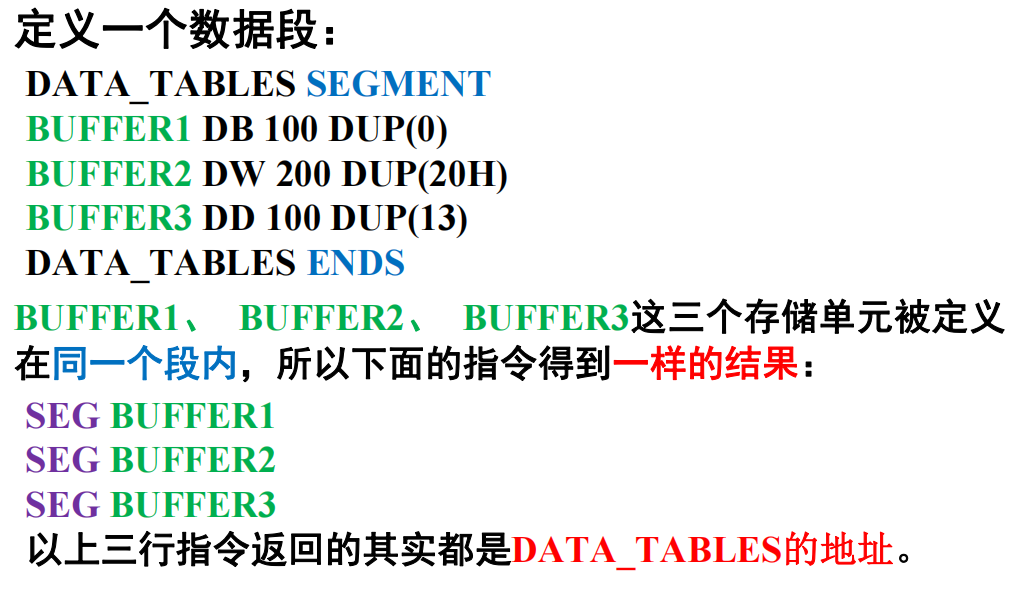 定义一个数据段：
DATA_TABLES SEGMENT
BUFFER1 DB 100 DUP(0)
BUFFER2 DW 200 DUP(20H)
BUFFER3 DD 100 DUP(13)
DATA_TABLES ENDS
BUFFER1、 BUFFER2、 BUFFER3这三个存储单元被定义
在同一个段内，所以下面的指令得到一样的结果：
SEG BUFFER1
SEG BUFFER2
SEG BUFFER3
以上三行指令返回的其实都是DATA_TABLES的地址。